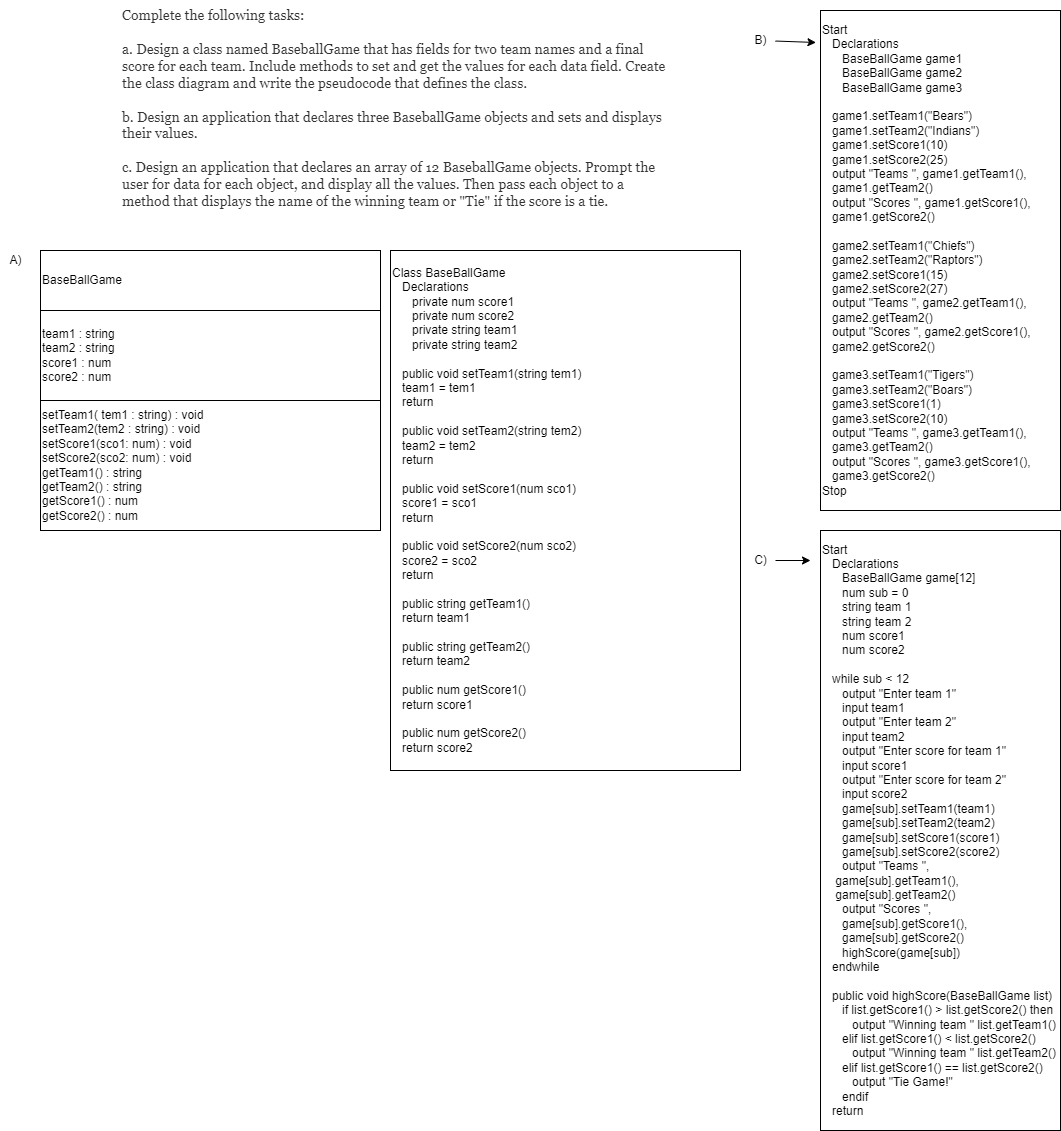 Complete the following tasks:
a. Design a class named BaseballGame that has fields for two team names and a final
score for each team. Include methods to set and get the values for each data field. Create
the class diagram and write the pseudocode that defines the class.
b. Design an application that declares three BaseballGame objects and sets and displays
their values.
c. Design an application that declares an array of 12 BaseballGame objects. Prompt the
user for data for each object, and display all the values. Then pass each object to a
method that displays the name of the winning team or "Tie" if the score is a tie.
A)
BaseBallGame
team1 : string
team2 : string
score1 : num
score2 : num
setTeam1( tem1 : string) : void
setTeam2(tem2 : string) : void
setScore1(sco1: num) : void
setScore2(sco2: num) : void
getTeam1() : string
getTeam2() : string
getScore1() : num
getScore2() : num
Class BaseBallGame
Declarations
private num score1
private num score2
private string team1
private string team2
public void setTeam1(string tem1)
team1 = tem1
return
public void setTeam2(string tem2)
team2 = tem2
return
public void setScore1(num sco1)
score1 = sco1
return
public void setScore2(num sco2)
score2 = sco2
return
public string getTeam1()
return team1
public string getTeam2()
return team2
public num getScore1()
return score1
public num getScore2()
return score2
B)
Start
Declarations
BaseBallGame game1
BaseBallGame game2
BaseBallGame game3
game1.setTeam1("Bears")
game1.setTeam2("Indians")
game1.setScore1(10)
game1.setScore2(25)
output "Teams ", game1.getTeam1(),
game1.getTeam2()
output "Scores ", game1.getScore1(),
game1.getScore2()
game2.setTeam1("Chiefs")
game2.setTeam2("Raptors")
game2.setScore1(15)
game2.setScore2(27)
output "Teams ", game2.getTeam1(),
game2.getTeam2()
output "Scores ", game2.getScore1(),
game2.getScore2()
game3.setTeam1("Tigers")
game3.setTeam2("Boars")
game3.setScore1(1)
game3.setScore2(10)
output "Teams ", game3.getTeam1(),
game3.getTeam2()
output "Scores ", game3.getScore1(),
game3.getScore2()
Stop
C)
Start
Declarations
BaseBallGame game[12]
num sub = 0
string team 1
string team 2
num score1
num score2
while sub < 12
output "Enter team 1"
input team1
output "Enter team 2"
input team2
output "Enter score for team 1"
input score1
output "Enter score for team 2"
input score2
game[sub].setTeam1(team1)
game[sub].setTeam2(team2)
game[sub].setScore1(score1)
game[sub].setScore2(score2)
output "Teams ",
game[sub].getTeam1(),
game[sub].getTeam2()
output "Scores ",
game[sub].getScore1(),
game[sub].getScore2()
highScore(game[sub])
endwhile
public void highScore(BaseBallGame list)
if list.getScore1() > list.getScore2() then
output "Winning team " list.getTeam1()
elif list.getScore1() < list.getScore2()
output "Winning team " list.getTeam2()
elif list.getScore1() == list.getScore2()
output "Tie Game!"
endif
return